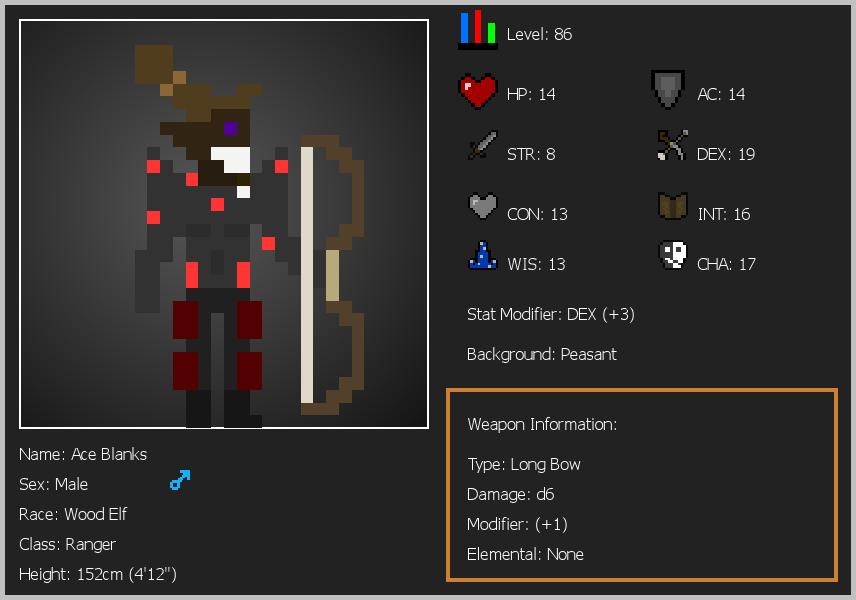 Level: 86
HP: 14
AC: 14
STR: 8
DEX: 19
CON: 13
INT: 16
WIS: 13
CHA: 17
Stat Modifier: DEX (+3)
Background: Peasant
Weapon Information:
Type: Long Bow
Damage: d6
Modifier: (+1)
Elemental: None
Name: Ace Blanks
Sex: Male
Race: Wood Elf
Class: Ranger
Height: 152cm (4'12")